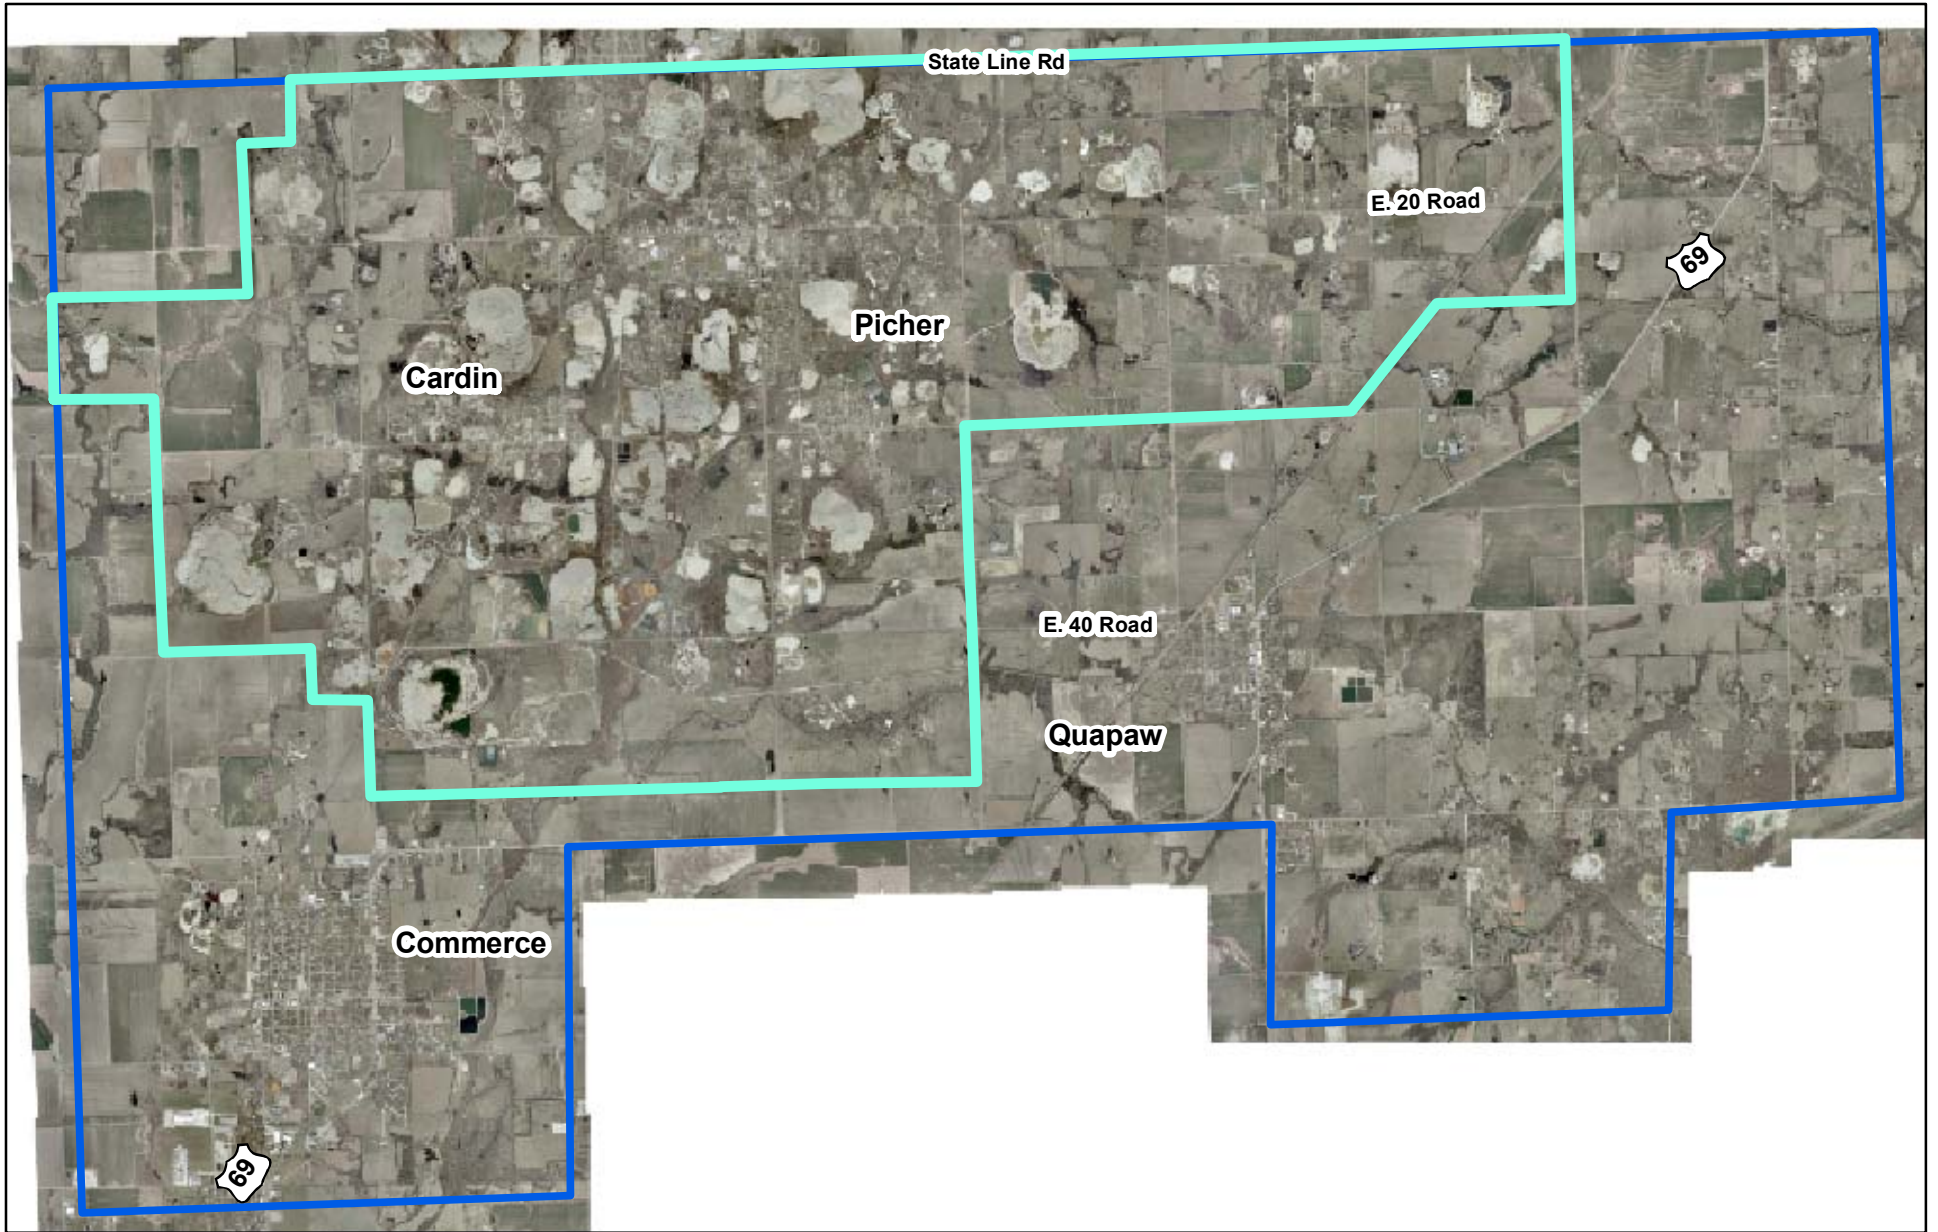 State Line Rd
E. 20 Road
69
Picher
Cardin
E. 40 Road
Quapaw
Commerce
69